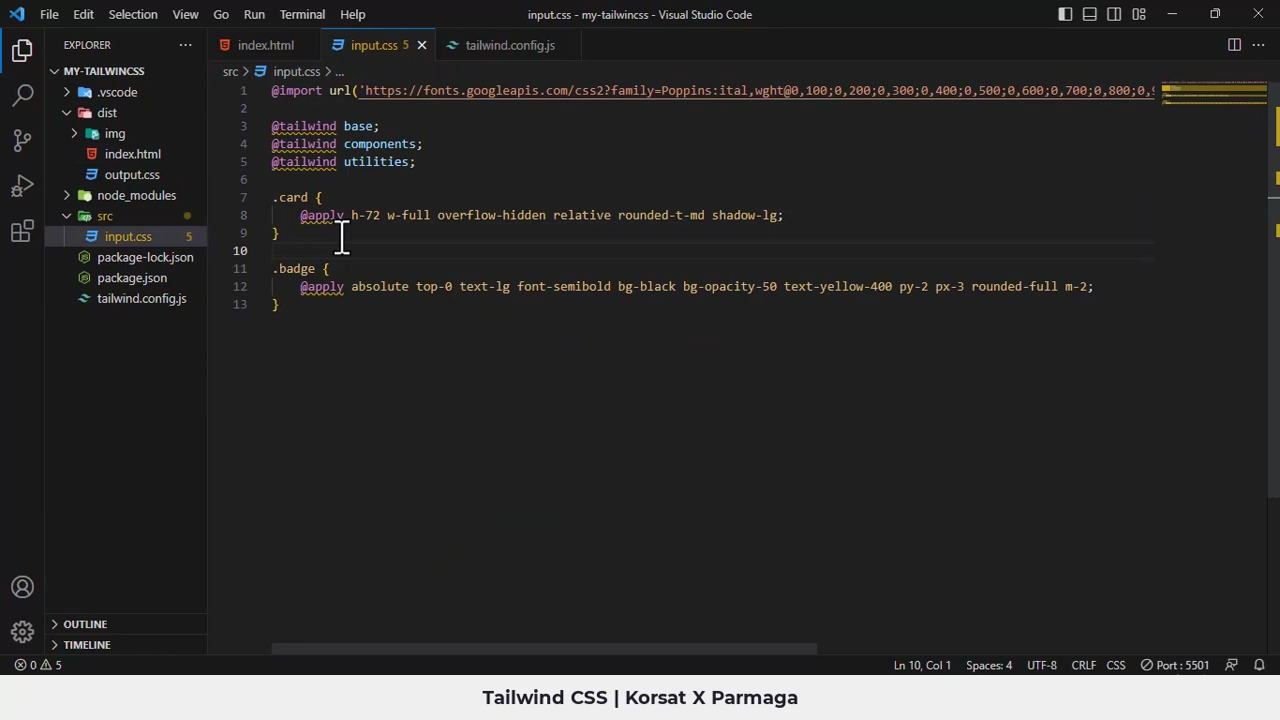 File Edit Selection View Go Run Terminal Help
input.css - my-tailwincss - Visual Studio Code
EXPLORER
MY-TAILWINCSS
.vscode
dist
img
index.html
output.css
node_modules
src
input.css 5
package-lock.json
package.json
tailwind.config.js
OUTLINE
TIMELINE
index.html
input.css 5
tailwind.config.js
src > input.css > ...
1 @import url('https://fonts.googleapis.com/css2?family=Poppins:ital,wght@0,100;0,200;0,300;0,400;0,500;0,600;0,700;0,800;0,9
2
3 @tailwind base;
4 @tailwind components;
5 @tailwind utilities;
6
7 .card {
8 @apply h-72 w-full overflow-hidden relative rounded-t-md shadow-lg;
9 }
10
11 .badge {
12 @apply absolute top-0 text-lg font-semibold bg-black bg-opacity-50 text-yellow-400 py-2 px-3 rounded-full m-2;
13 }
0 5
Ln 10, Col 1 Spaces: 4 UTF-8 CRLF CSS Port : 5501
Tailwind CSS | Korsat X Parmaga